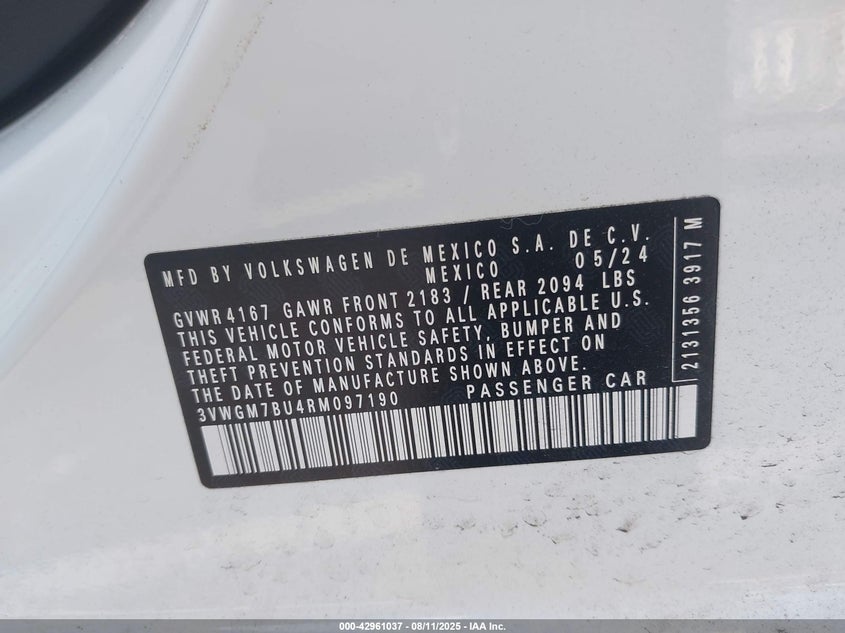 MFD BY VOLKSWAGEN DE MEXICO S.A. DE C.V.
MEXICO 05/24
GVWR 4167 GAWR FRONT 2183 / REAR 2094 LBS
THIS VEHICLE CONFORMS TO ALL APPLICABLE U.S.
FEDERAL MOTOR VEHICLE SAFETY, BUMPER AND
THEFT PREVENTION STANDARDS IN EFFECT ON
THE DATE OF MANUFACTURE SHOWN ABOVE.
3VWGM7BU4RM097190 PASSENGER CAR
2131356 3917 M
000-42961037 - 08/11/2025 - IAA Inc.